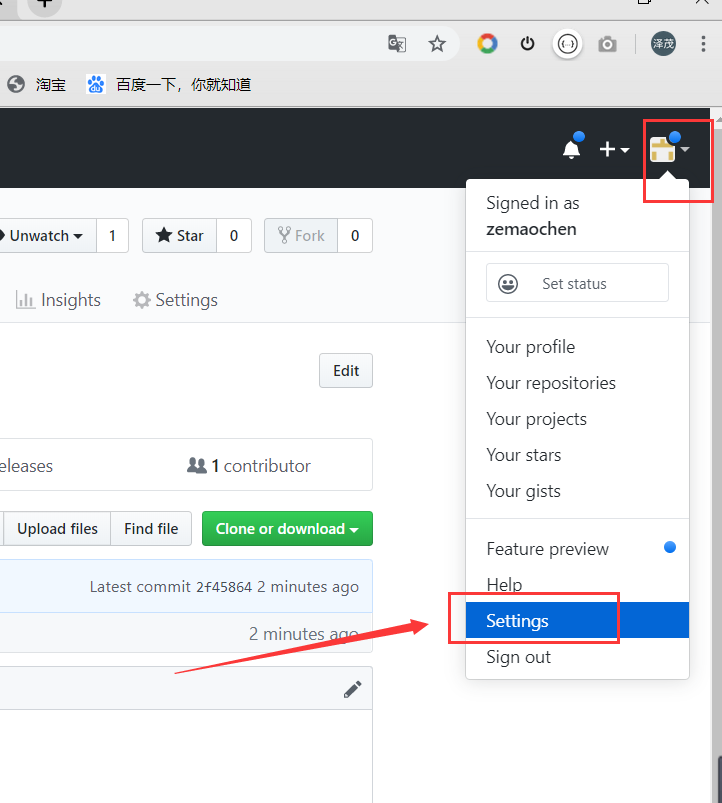 泽茂
淘宝
百度一下，你就知道
Signed in as
zemaochen
Unwatch 1 Star 0 Fork 0
Set status
Insights Settings
Your profile
Edit
Your repositories
Your projects
eleases 1 contributor
Your stars
Your gists
Upload files Find file Clone or download
Feature preview
Latest commit 2f45864 2 minutes ago
Help
Settings
2 minutes ago
Sign out